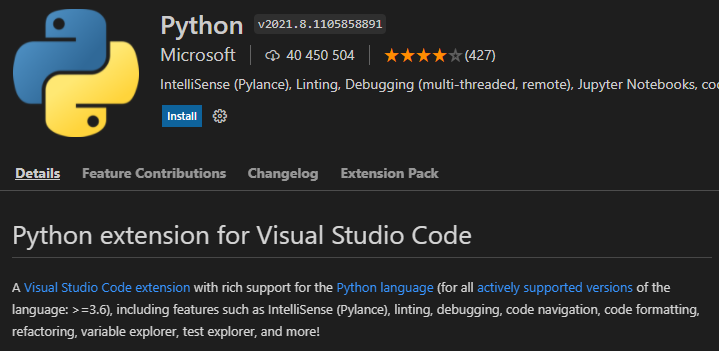 Python v2021.8.1105858891
Microsoft 40 450 504 (427)
IntelliSense (Pylance), Linting, Debugging (multi-threaded, remote), Jupyter Notebooks, co
Install
Details Feature Contributions Changelog Extension Pack
Python extension for Visual Studio Code
A Visual Studio Code extension with rich support for the Python language (for all actively supported versions of the
language: >=3.6), including features such as IntelliSense (Pylance), linting, debugging, code navigation, code formatting,
refactoring, variable explorer, test explorer, and more!